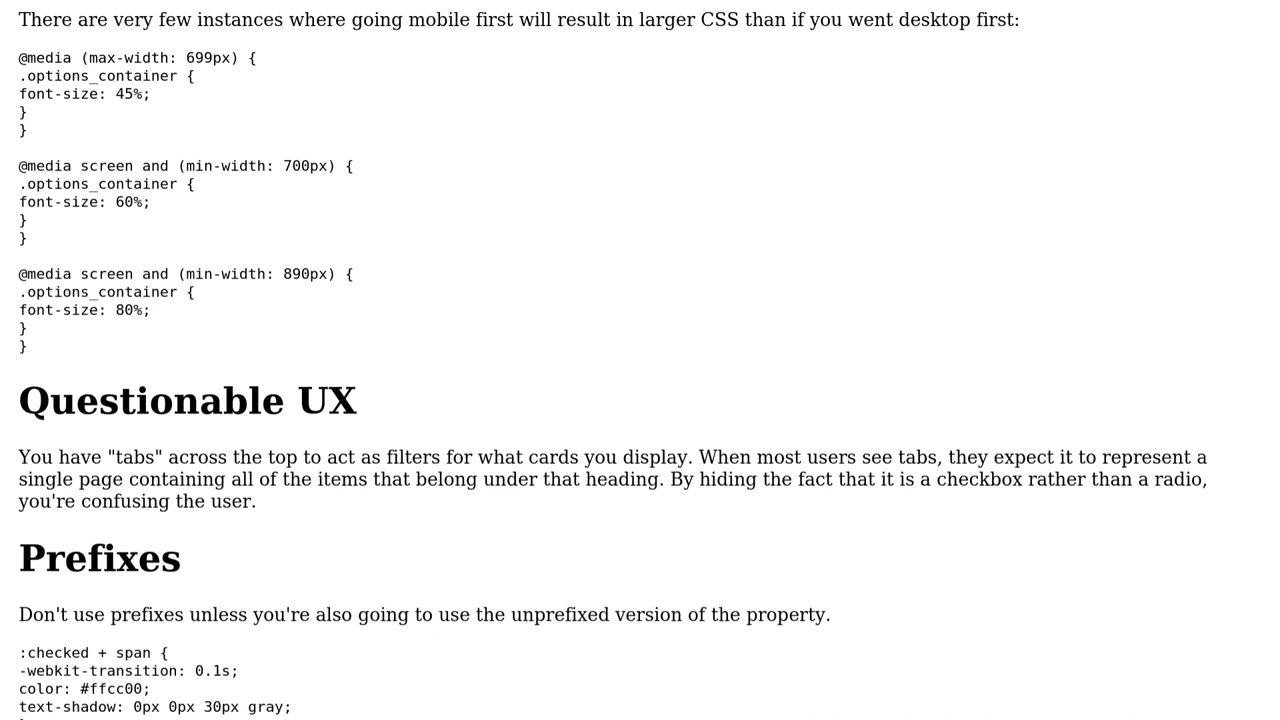 There are very few instances where going mobile first will result in larger CSS than if you went desktop first:
@media (max-width: 699px) {
.options_container {
font-size: 45%;
}
}
@media screen and (min-width: 700px) {
.options_container {
font-size: 60%;
}
}
@media screen and (min-width: 890px) {
.options_container {
font-size: 80%;
}
}
Questionable UX
You have "tabs" across the top to act as filters for what cards you display. When most users see tabs, they expect it to represent a
single page containing all of the items that belong under that heading. By hiding the fact that it is a checkbox rather than a radio,
you're confusing the user.
Prefixes
Don't use prefixes unless you're also going to use the unprefixed version of the property.
:checked + span {
-webkit-transition: 0.1s;
color: #ffcc00;
text-shadow: 0px 0px 30px gray;